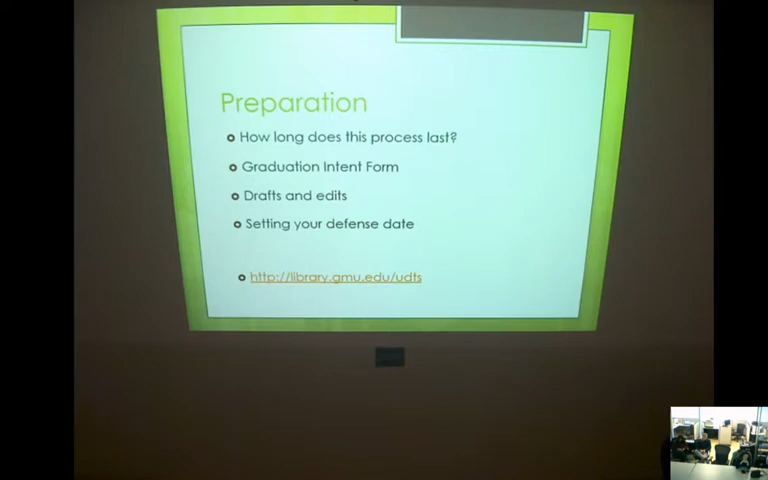 Preparation
How long does this process last?
Graduation Intent Form
Drafts and edits
Setting your defense date
http://library.gmu.edu/udts